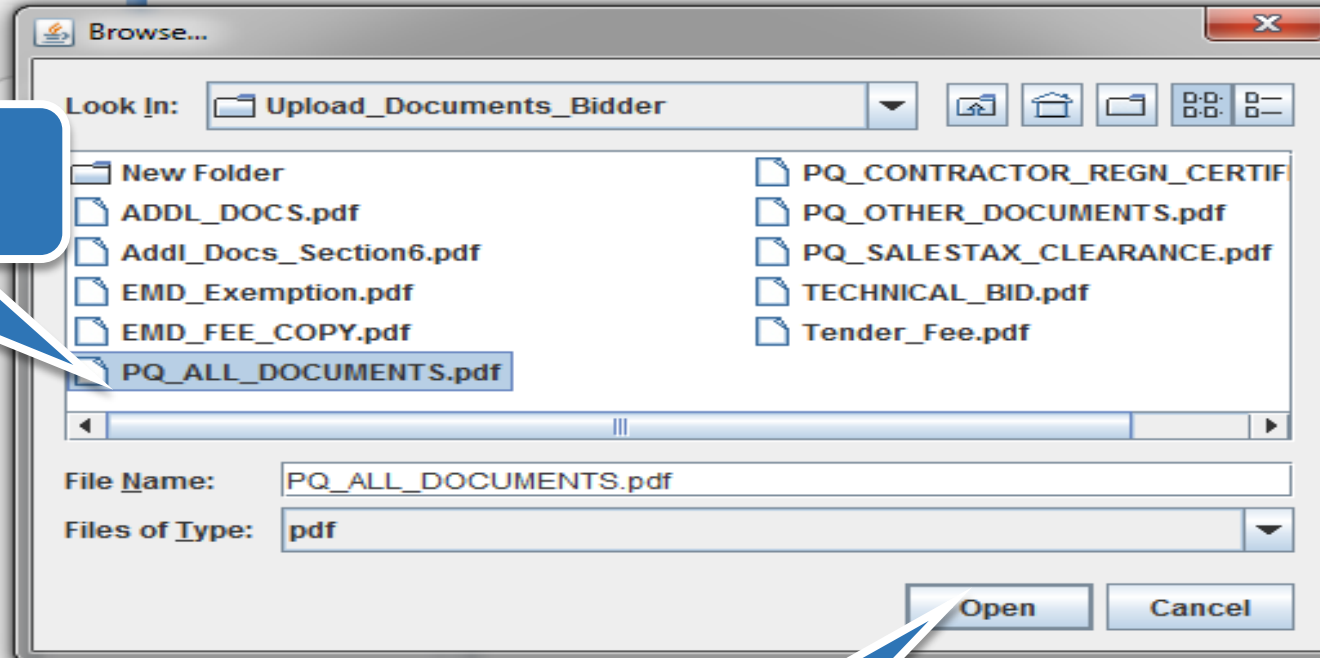 Browse...
Look In: Upload_Documents_Bidder
New Folder
ADDL_DOCS.pdf
Addl_Docs_Section6.pdf
EMD_Exemption.pdf
EMD_FEE_COPY.pdf
PQ_ALL_DOCUMENTS.pdf
PQ_CONTRACTOR_REGN_CERTIF
PQ_OTHER_DOCUMENTS.pdf
PQ_SALESTAX_CLEARANCE.pdf
TECHNICAL_BID.pdf
Tender_Fee.pdf
File Name: PQ_ALL_DOCUMENTS.pdf
Files of Type: pdf
Open Cancel